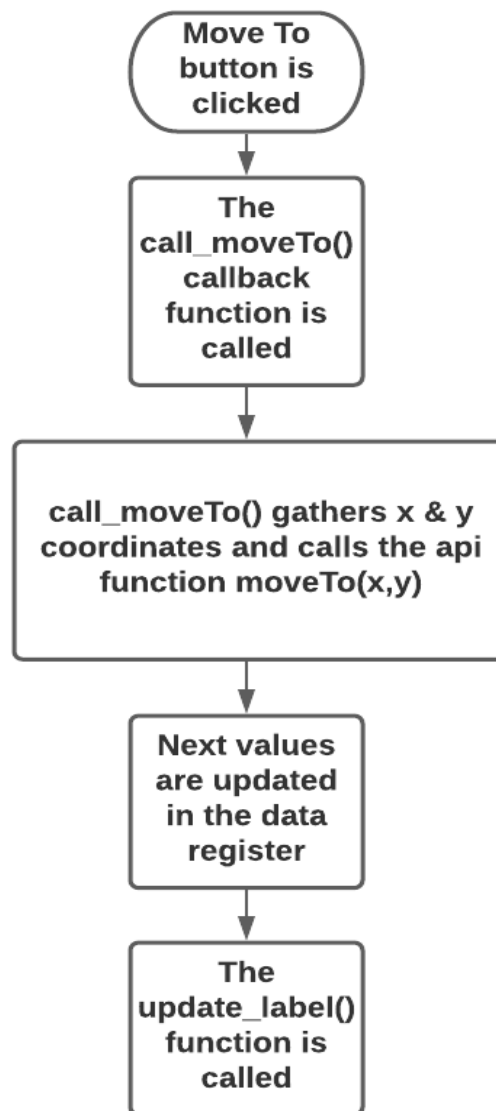 Move To
button is
clicked
The
call_moveTo()
callback
function is
called
call_moveTo() gathers x & y
coordinates and calls the api
function moveTo(x,y)
Next values
are updated
in the data
register
The
update_label()
function is
called